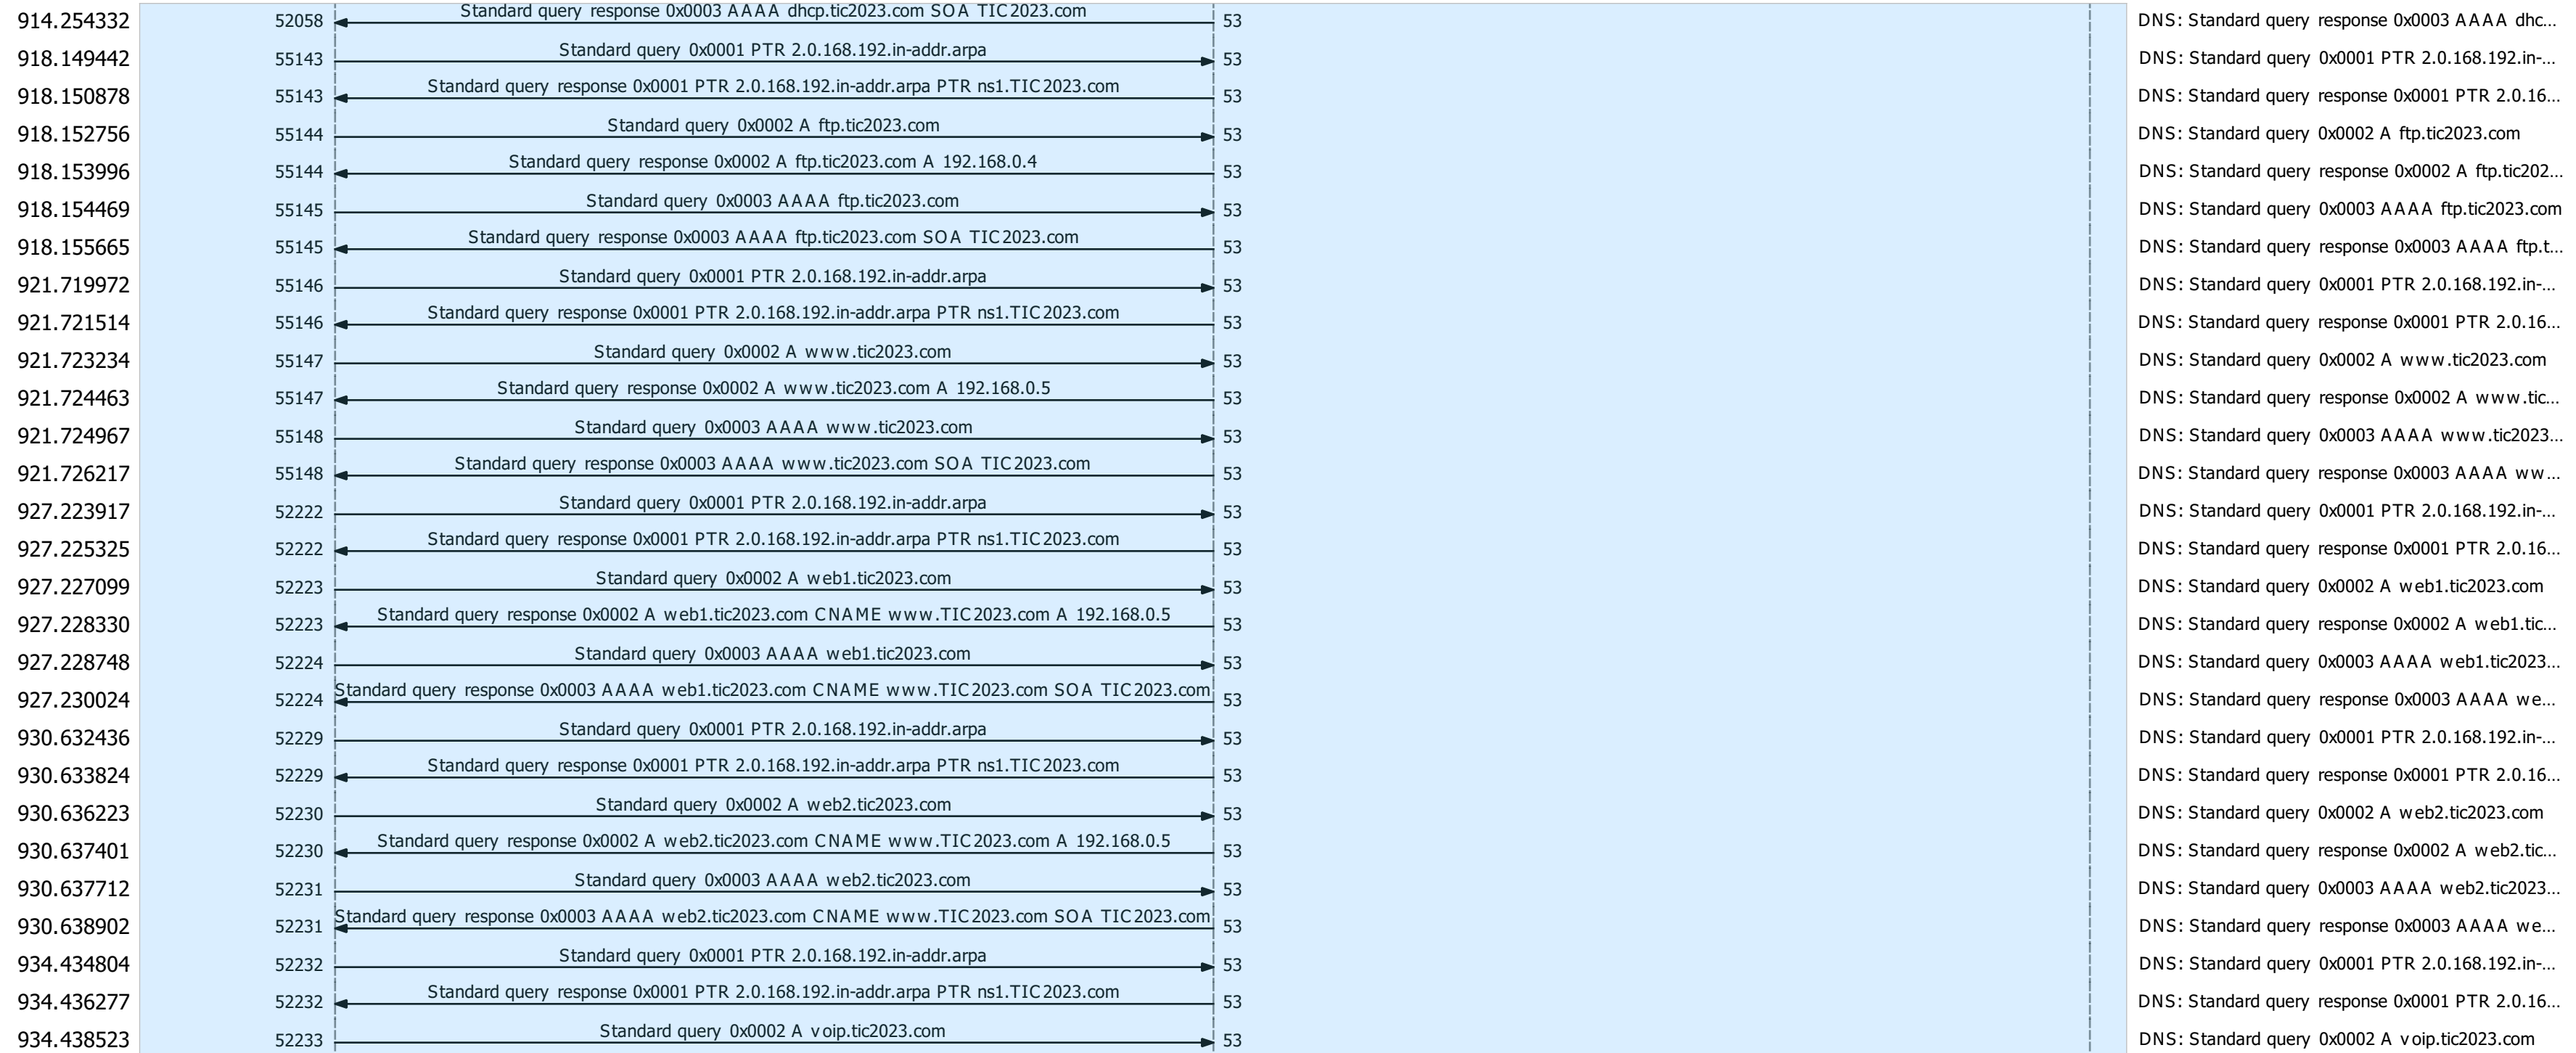 914.254332 52058 Standard query response 0x0003 AAAA dhcp.tic2023.com SOA TIC2023.com 53 DNS: Standard query response 0x0003 AAAA dhc...
918.149442 55143 Standard query 0x0001 PTR 2.0.168.192.in-addr.arpa 53 DNS: Standard query 0x0001 PTR 2.0.168.192.in-...
918.150878 55143 Standard query response 0x0001 PTR 2.0.168.192.in-addr.arpa PTR ns1.TIC2023.com 53 DNS: Standard query response 0x0001 PTR 2.0.16...
918.152756 55144 Standard query 0x0002 A ftp.tic2023.com 53 DNS: Standard query 0x0002 A ftp.tic2023.com
918.153996 55144 Standard query response 0x0002 A ftp.tic2023.com A 192.168.0.4 53 DNS: Standard query response 0x0002 A ftp.tic202...
918.154469 55145 Standard query 0x0003 AAAA ftp.tic2023.com 53 DNS: Standard query 0x0003 AAAA ftp.tic2023.com
918.155665 55145 Standard query response 0x0003 AAAA ftp.tic2023.com SOA TIC2023.com 53 DNS: Standard query response 0x0003 AAAA ftp.t...
921.719972 55146 Standard query 0x0001 PTR 2.0.168.192.in-addr.arpa 53 DNS: Standard query 0x0001 PTR 2.0.168.192.in-...
921.721514 55146 Standard query response 0x0001 PTR 2.0.168.192.in-addr.arpa PTR ns1.TIC2023.com 53 DNS: Standard query response 0x0001 PTR 2.0.16...
921.723234 55147 Standard query 0x0002 A www.tic2023.com 53 DNS: Standard query 0x0002 A www.tic2023.com
921.724463 55147 Standard query response 0x0002 A www.tic2023.com A 192.168.0.5 53 DNS: Standard query response 0x0002 A www.tic...
921.724967 55148 Standard query 0x0003 AAAA www.tic2023.com 53 DNS: Standard query 0x0003 AAAA www.tic2023...
921.726217 55148 Standard query response 0x0003 AAAA www.tic2023.com SOA TIC2023.com 53 DNS: Standard query response 0x0003 AAAA ww...
927.223917 52222 Standard query 0x0001 PTR 2.0.168.192.in-addr.arpa 53 DNS: Standard query 0x0001 PTR 2.0.168.192.in-...
927.225325 52222 Standard query response 0x0001 PTR 2.0.168.192.in-addr.arpa PTR ns1.TIC2023.com 53 DNS: Standard query response 0x0001 PTR 2.0.16...
927.227099 52223 Standard query 0x0002 A web1.tic2023.com 53 DNS: Standard query 0x0002 A web1.tic2023.com
927.228330 52223 Standard query response 0x0002 A web1.tic2023.com CNAME www.TIC2023.com A 192.168.0.5 53 DNS: Standard query response 0x0002 A web1.tic...
927.228748 52224 Standard query 0x0003 AAAA web1.tic2023.com 53 DNS: Standard query 0x0003 AAAA web1.tic2023...
927.230024 52224 Standard query response 0x0003 AAAA web1.tic2023.com CNAME www.TIC2023.com SOA TIC2023.com 53 DNS: Standard query response 0x0003 AAAA we...
930.632436 52229 Standard query 0x0001 PTR 2.0.168.192.in-addr.arpa 53 DNS: Standard query 0x0001 PTR 2.0.168.192.in-...
930.633824 52229 Standard query response 0x0001 PTR 2.0.168.192.in-addr.arpa PTR ns1.TIC2023.com 53 DNS: Standard query response 0x0001 PTR 2.0.16...
930.636223 52230 Standard query 0x0002 A web2.tic2023.com 53 DNS: Standard query 0x0002 A web2.tic2023.com
930.637401 52230 Standard query response 0x0002 A web2.tic2023.com CNAME www.TIC2023.com A 192.168.0.5 53 DNS: Standard query response 0x0002 A web2.tic...
930.637712 52231 Standard query 0x0003 AAAA web2.tic2023.com 53 DNS: Standard query 0x0003 AAAA web2.tic2023...
930.638902 52231 Standard query response 0x0003 AAAA web2.tic2023.com CNAME www.TIC2023.com SOA TIC2023.com 53 DNS: Standard query response 0x0003 AAAA we...
934.434804 52232 Standard query 0x0001 PTR 2.0.168.192.in-addr.arpa 53 DNS: Standard query 0x0001 PTR 2.0.168.192.in-...
934.436277 52232 Standard query response 0x0001 PTR 2.0.168.192.in-addr.arpa PTR ns1.TIC2023.com 53 DNS: Standard query response 0x0001 PTR 2.0.16...
934.438523 52233 Standard query 0x0002 A voip.tic2023.com 53 DNS: Standard query 0x0002 A voip.tic2023.com